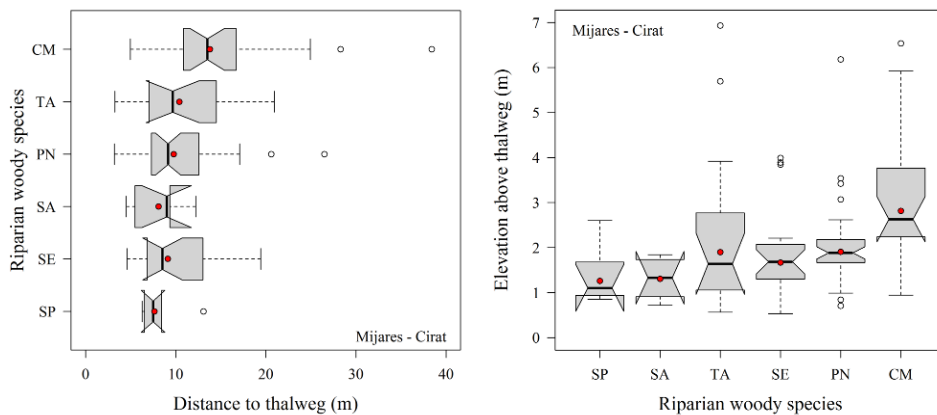 Riparian woody species
CM
TA
PN
SA
SE
SP
Mijares - Cirat
0 10 20 30 40
Distance to thalweg (m)
Elevation above thalweg (m)
Mijares - Cirat
7
6
5
4
3
2
1
0
SP SA TA SE PN CM
Riparian woody species